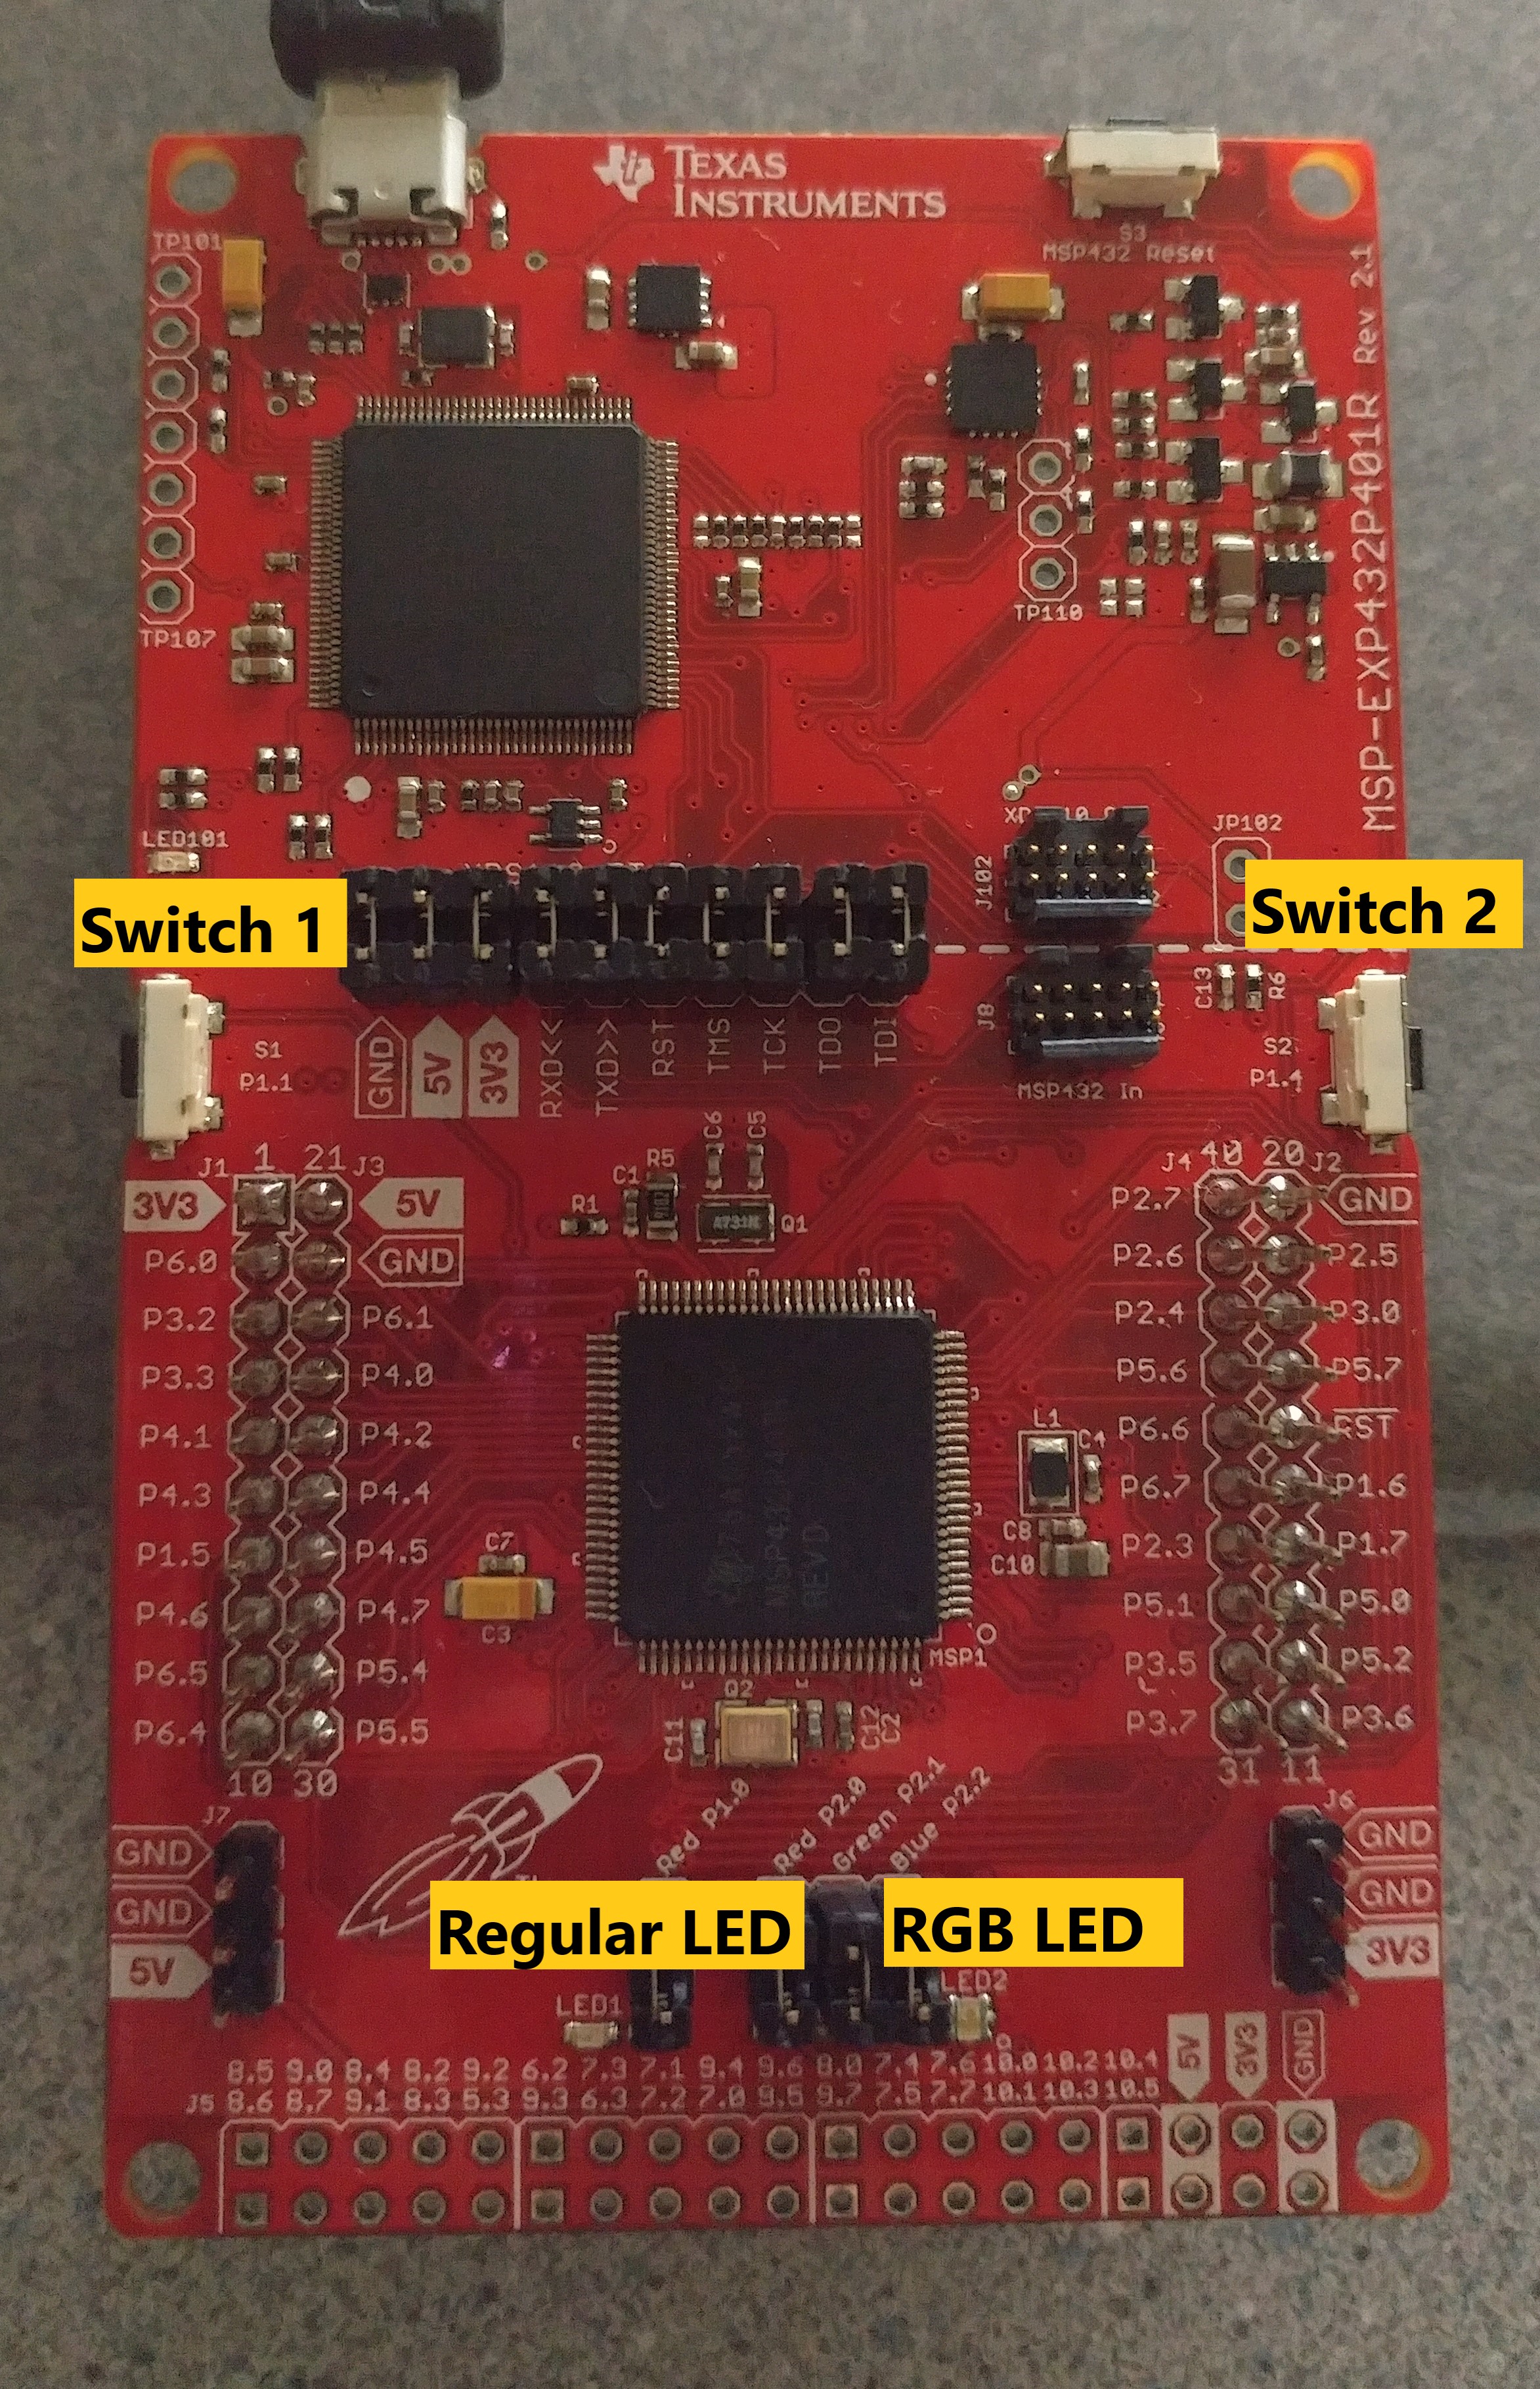 TEXAS
INSTRUMENTS
S3
MSP432 Reset
TP101
MSP-EXP432P401R Rev 2.1
TP110
TP107
LED101
JP102
J102
Switch 1
Switch 2
J8
C13
R6
S1
P1.1
S2
P1.4
GND
5V
3V3
RXD<<
TXD>>
RST
TMS
TCK
TDO
TDI
MSP432 In
C6
C5
R5
C1
R1
A731N
Q1
J1 1 21 J3
3V3 5V
P6.0 GND
P3.2 P6.1
P3.3 P4.0
P4.1 P4.2
P4.3 P4.4
P1.5 P4.5
P4.6 P4.7
P6.5 P5.4
P6.4 P5.5
10 30
J4 40 20 J2
P2.7 GND
P2.6 P2.5
P2.4 P3.0
P5.6 P5.7
P6.6 RST
P6.7 P1.6
P2.3 P1.7
P5.1 P5.0
P3.5 P5.2
P3.7 P3.6
31 11
L1
C4
C8
C10
C7
C3
REVD
MSP1
Q2
C11
C12
C2
Red P1.0
Red P2.0
Green P2.1
Blue P2.2
J7
GND
GND
5V
J6
GND
GND
3V3
Regular LED
RGB LED
LED1
LED2
5V
3V3
GND
8.5 9.0 8.4 8.2 9.2 6.2 7.3 7.1 9.4 9.6 8.0 7.4 7.6 10.0 10.2 10.4
J5 8.6 8.7 9.1 8.3 5.3 9.3 6.3 7.2 7.0 9.5 9.7 7.5 7.7 10.1 10.3 10.5